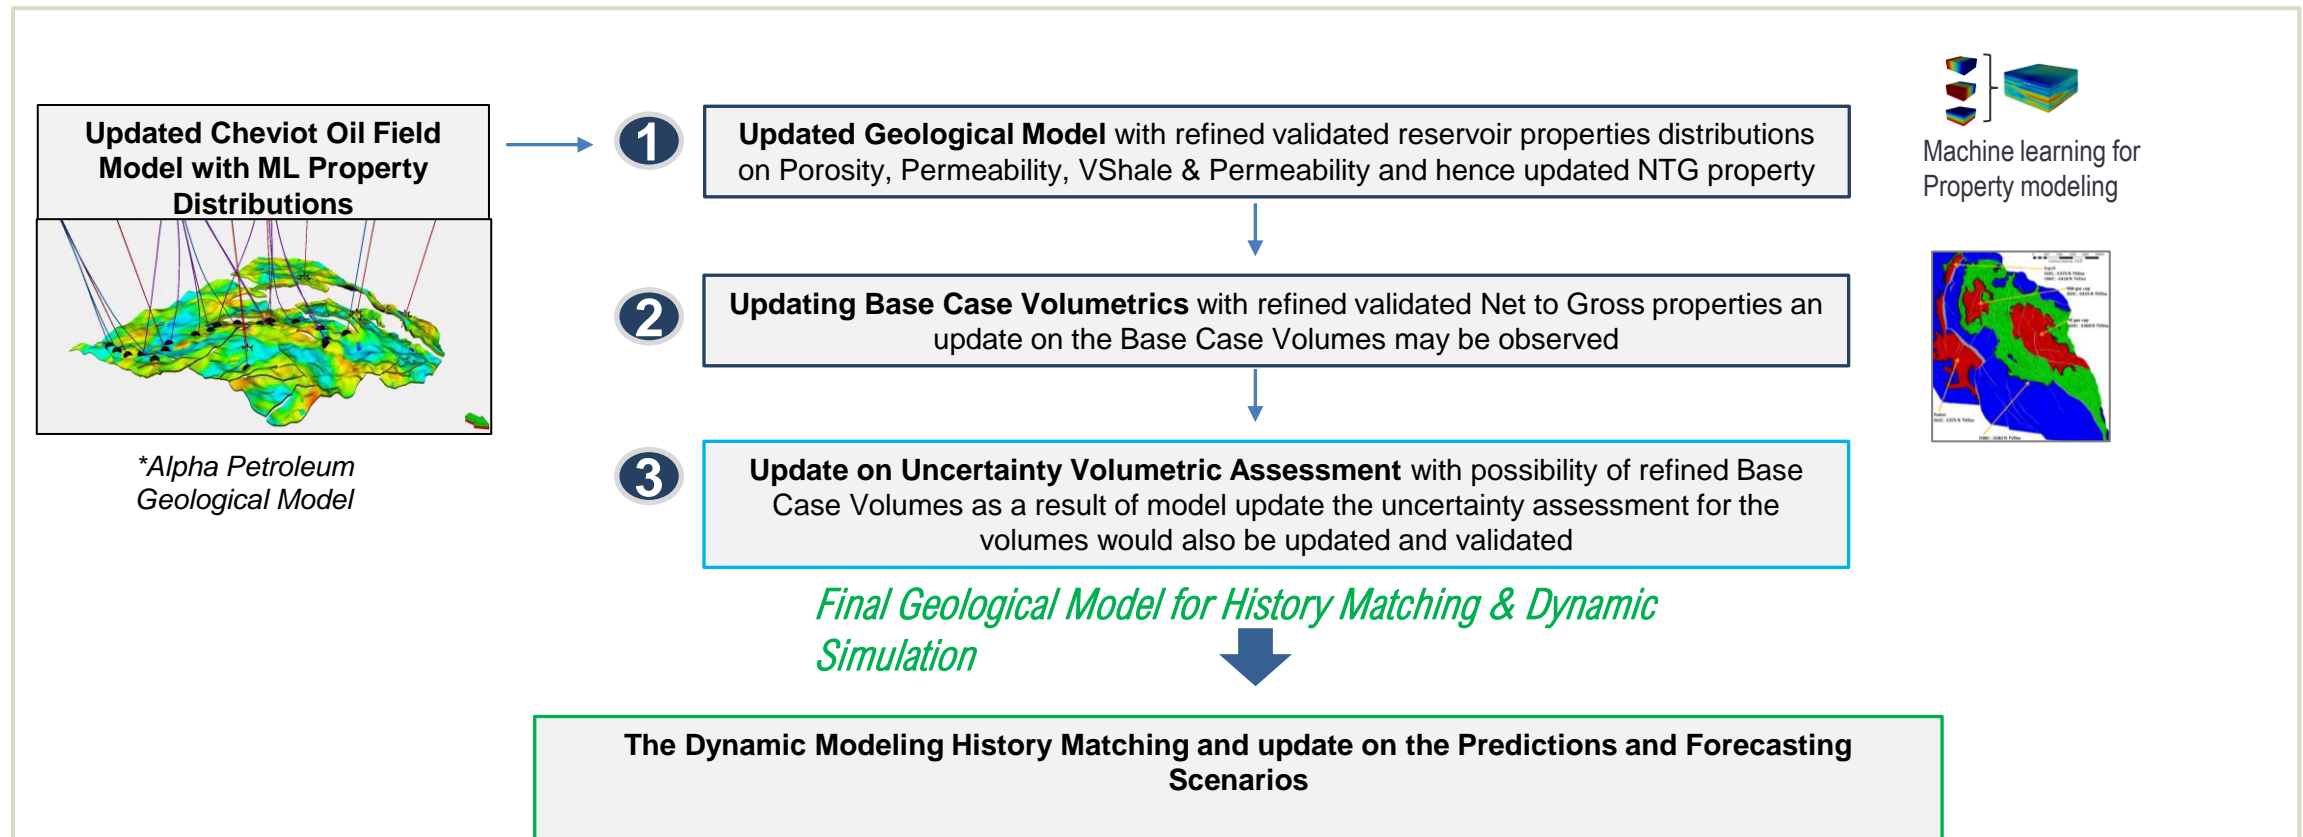 Updated Cheviot Oil Field
Model with ML Property
Distributions
*Alpha Petroleum
Geological Model
1
Updated Geological Model with refined validated reservoir properties distributions
on Porosity, Permeability, VShale & Permeability and hence updated NTG property
2
Updating Base Case Volumetrics with refined validated Net to Gross properties an
update on the Base Case Volumes may be observed
3
Update on Uncertainty Volumetric Assessment with possibility of refined Base
Case Volumes as a result of model update the uncertainty assessment for the
volumes would also be updated and validated
Final Geological Model for History Matching & Dynamic
Simulation
The Dynamic Modeling History Matching and update on the Predictions and Forecasting
Scenarios
Machine learning for
Property modeling